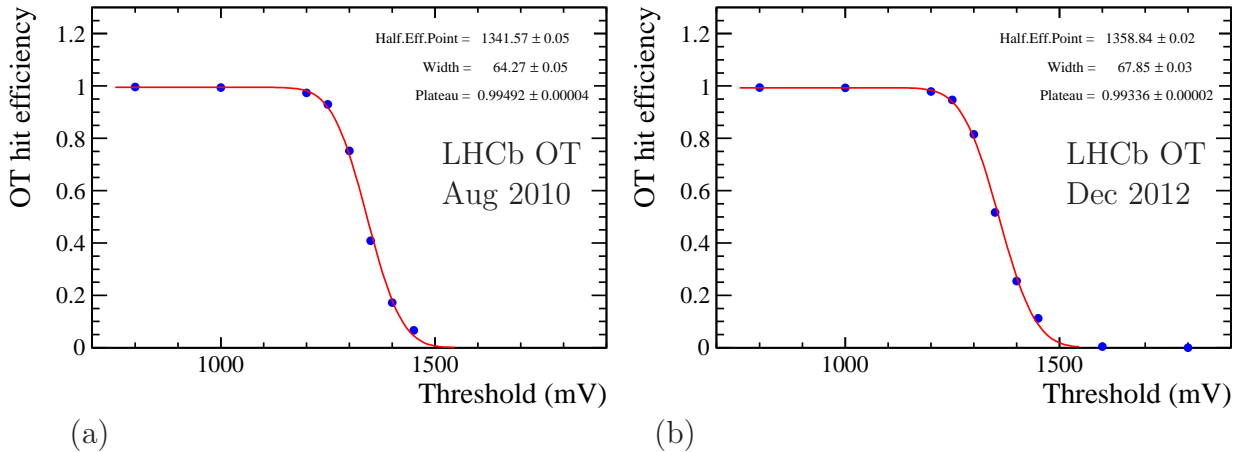 OT hit efficiency
1.2
1
0.8
0.6
0.4
0.2
0
Half.Eff.Point = 1341.57 ± 0.05
Width = 64.27 ± 0.05
Plateau = 0.99492 ± 0.00004
LHCb OT
Aug 2010
1000
1500
Threshold (mV)
(a)
OT hit efficiency
1.2
1
0.8
0.6
0.4
0.2
0
Half.Eff.Point = 1358.84 ± 0.02
Width = 67.85 ± 0.03
Plateau = 0.99336 ± 0.00002
LHCb OT
Dec 2012
1000
1500
Threshold (mV)
(b)